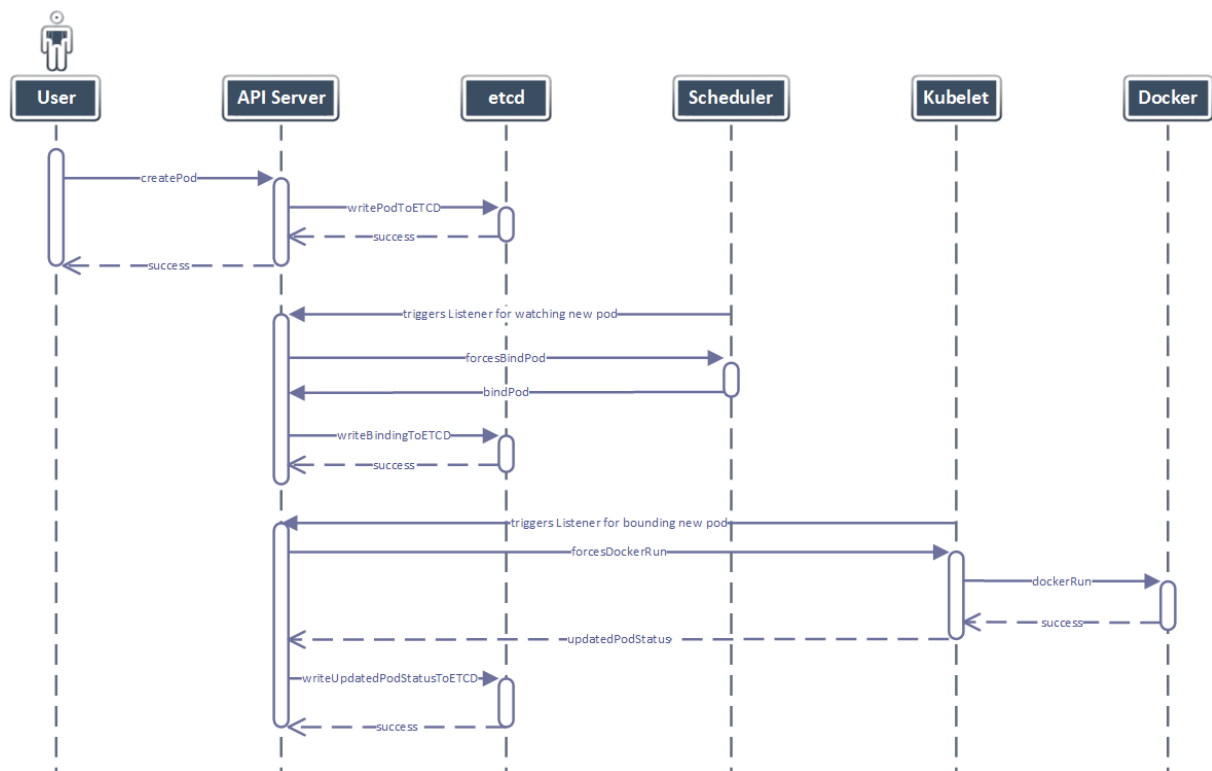 User
API Server
etcd
Scheduler
Kubelet
Docker
createPod
writePodToETCD
success
success
triggers Listener for watching new pod
forcesBindPod
bindPod
writeBindingToETCD
success
triggers Listener for bounding new pod
forcesDockerRun
dockerRun
success
updatedPodStatus
writeUpdatedPodStatusToETCD
success